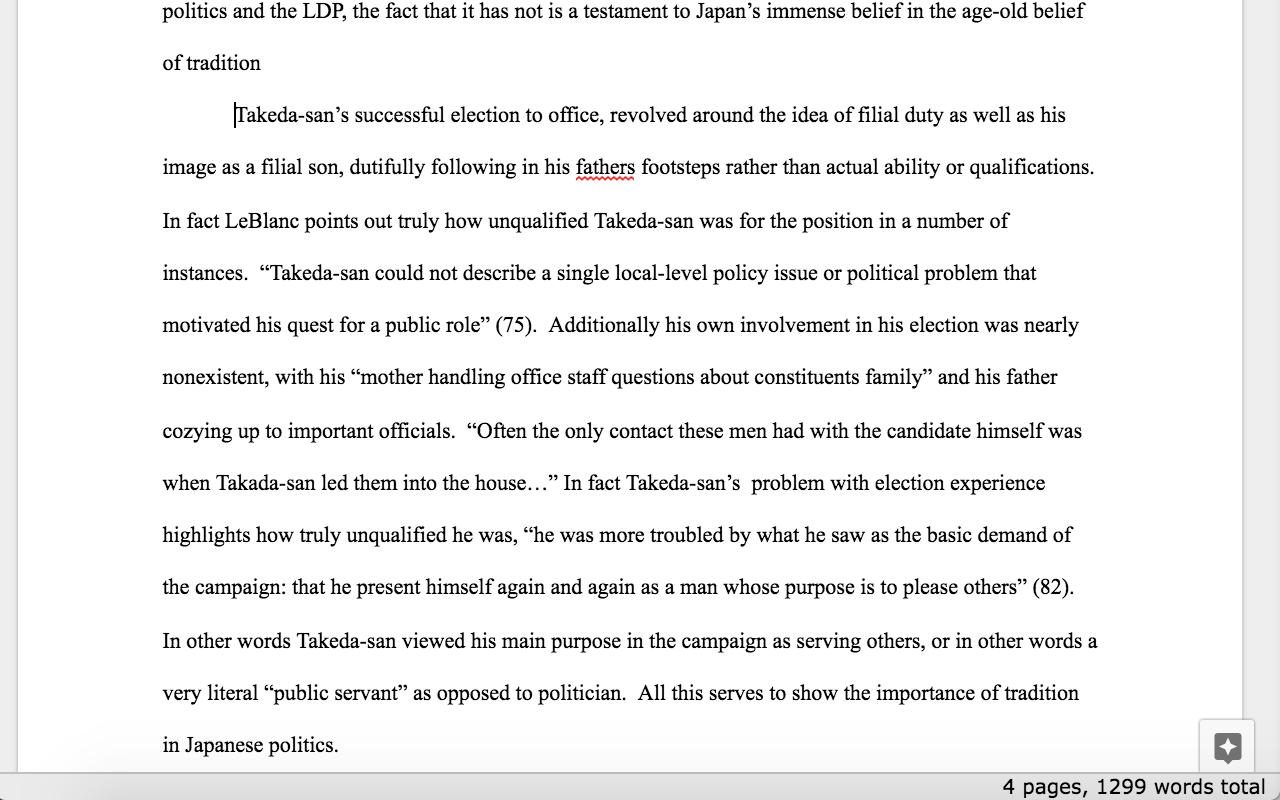 politics and the LDP, the fact that it has not is a testament to Japan’s immense belief in the age-old belief
of tradition
Takeda-san’s successful election to office, revolved around the idea of filial duty as well as his
image as a filial son, dutifully following in his fathers footsteps rather than actual ability or qualifications.
In fact LeBlanc points out truly how unqualified Takeda-san was for the position in a number of
instances.  “Takeda-san could not describe a single local-level policy issue or political problem that
motivated his quest for a public role” (75).  Additionally his own involvement in his election was nearly
nonexistent, with his “mother handling office staff questions about constituents family” and his father
cozying up to important officials.  “Often the only contact these men had with the candidate himself was
when Takada-san led them into the house…” In fact Takeda-san’s  problem with election experience
highlights how truly unqualified he was, “he was more troubled by what he saw as the basic demand of
the campaign: that he present himself again and again as a man whose purpose is to please others” (82).
In other words Takeda-san viewed his main purpose in the campaign as serving others, or in other words a
very literal “public servant” as opposed to politician.  All this serves to show the importance of tradition
in Japanese politics.
4 pages, 1299 words total